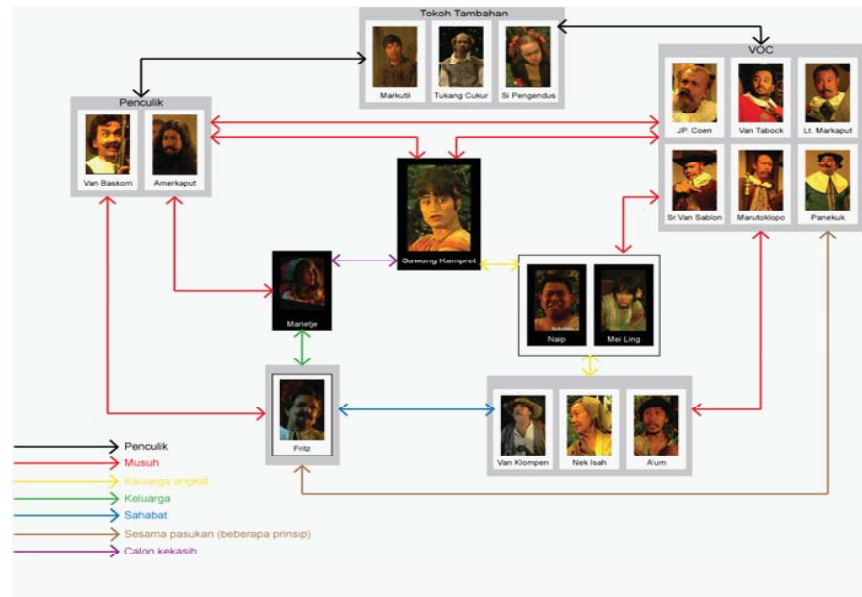 Tokoh Tambahan
Markutil
Tukang Cukur
Si Pengendus
VOC
JP. Coen
Van Tabock
Lt. Markaput
Sr.Van Sablon
Marutoklopo
Panekuk
Penculik
Van Baskom
Amerkaput
Sawung Kampret
Marietje
Naip
Mei Ling
Fritz
Van Klompen
Nek Isah
A'um
Penculik
Musuh
Keluarga angkat
Keluarga
Sahabat
Sesama pasukan (beberapa prinsip)
Calon kekasih